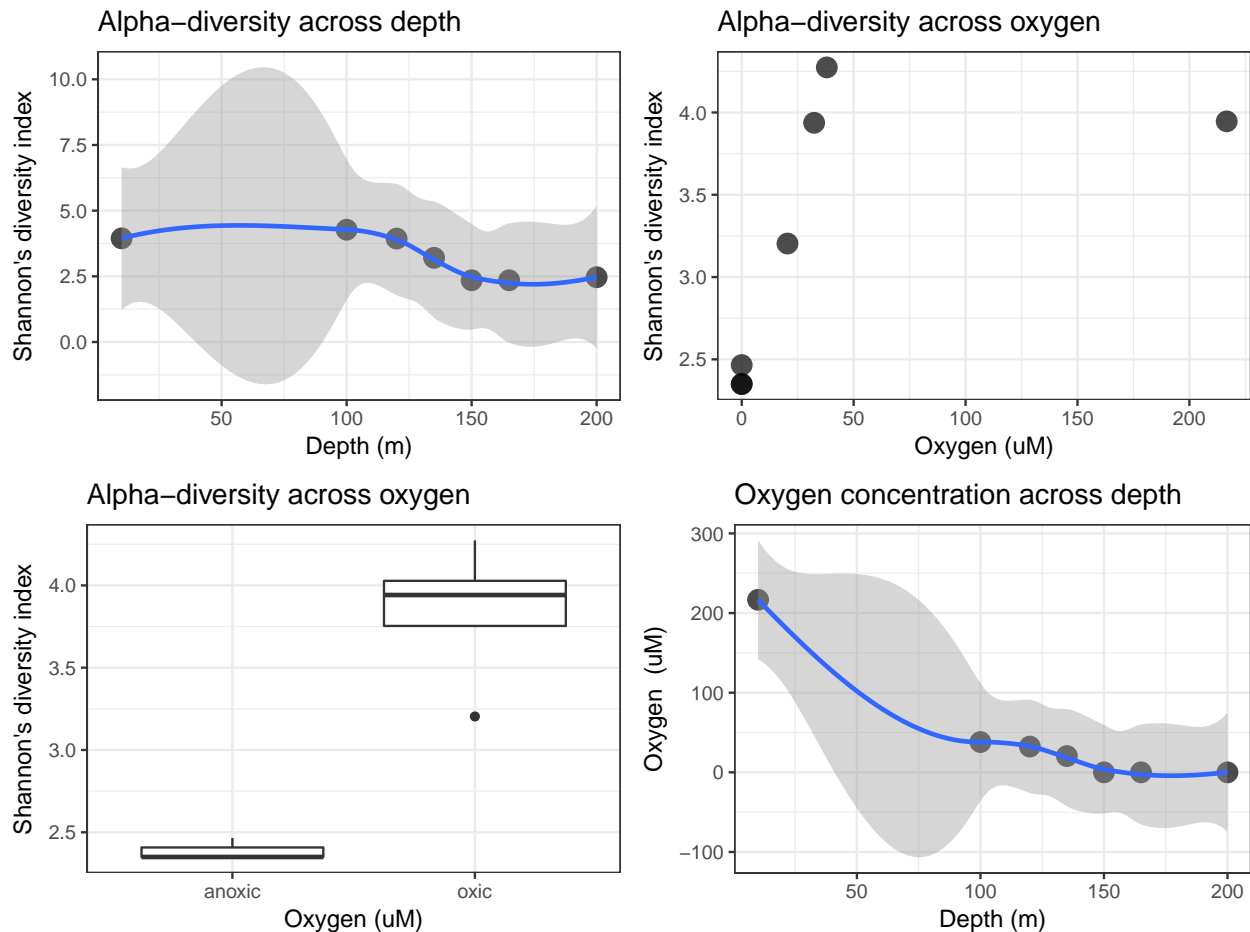 Alpha−diversity across depth
Shannon's diversity index
10.0
7.5
5.0
2.5
0.0
50 100 150 200
Depth (m)
Alpha−diversity across oxygen
Shannon's diversity index
4.0
3.5
3.0
2.5
0 50 100 150 200
Oxygen (uM)
Alpha−diversity across oxygen
Shannon's diversity index
4.0
3.5
3.0
2.5
anoxic oxic
Oxygen (uM)
Oxygen concentration across depth
Oxygen (uM)
300
200
100
0
−100
50 100 150 200
Depth (m)